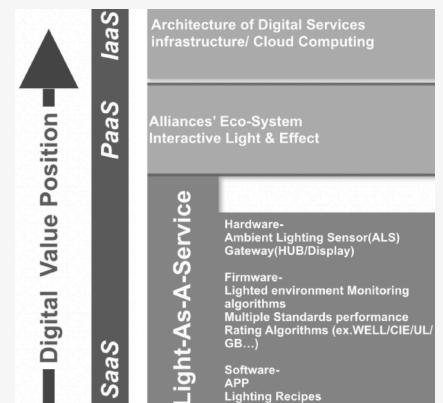 Digital Value Position
IaaS
PaaS
SaaS
Architecture of Digital Services
infrastructure/ Cloud Computing
Alliances' Eco-System
Interactive Light & Effect
Light-As-A-Service
Hardware-
Ambient Lighting Sensor(ALS)
Gateway(HUB/Display)
Firmware-
Lighted environment Monitoring
algorithms
Multiple Standards performance
Rating Algorithms (ex.WELL/CIE/UL/
GB...)
Software-
APP
Lighting Recipes